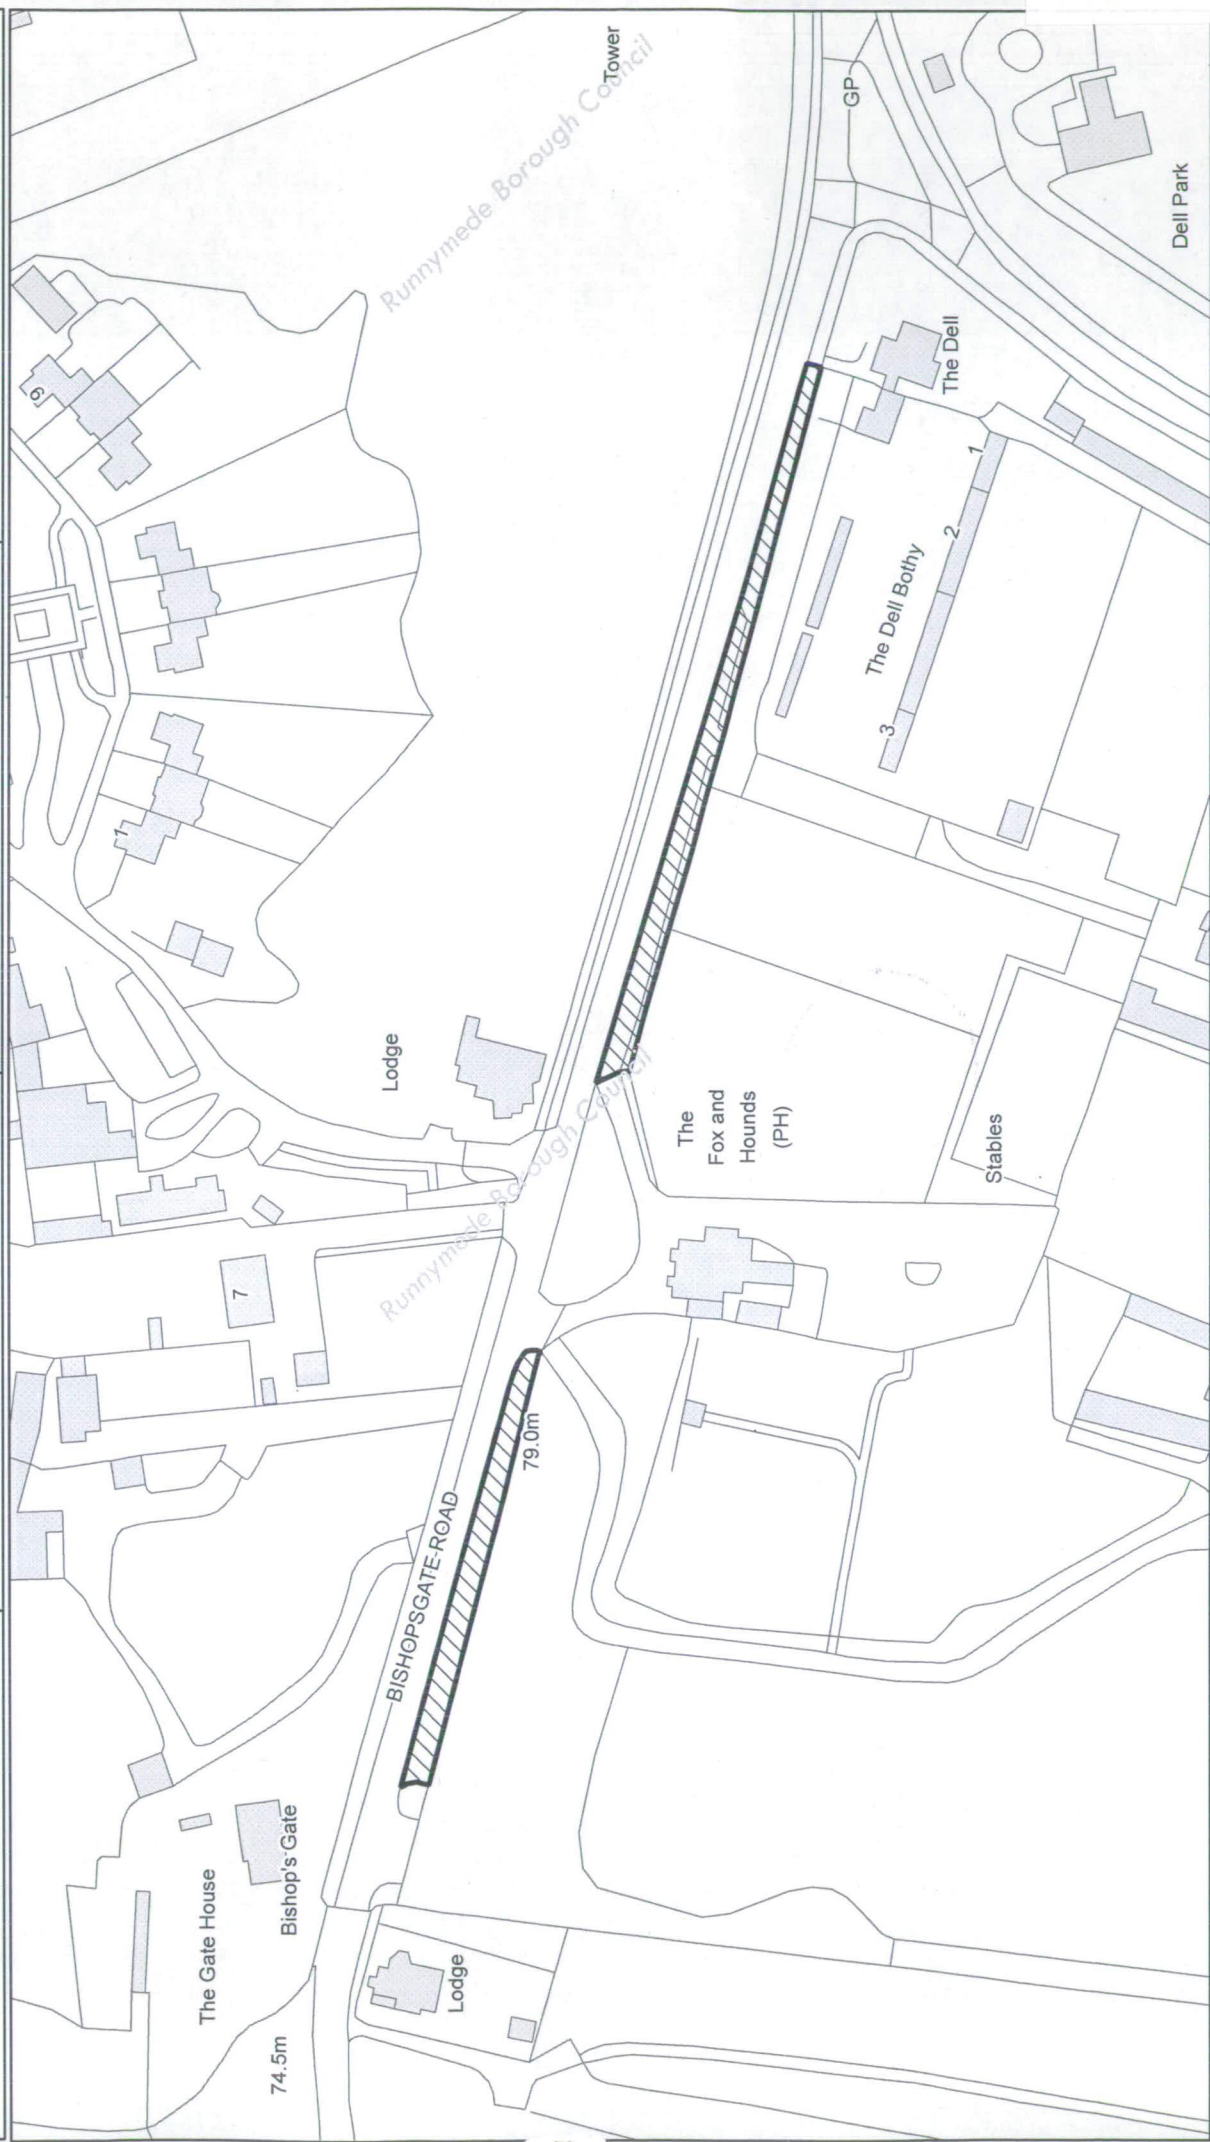 The Gate House
Bishop's Gate
74.5m
Lodge
BISHOPSGATE ROAD
79.0m
7
Lodge
The
Fox and
Hounds
(PH)
Stables
1
9
Tower
Runnymede Borough Council
Runnymede Borough Council
GP
The Dell
The Dell Bothy
1
2
3
Dell Park